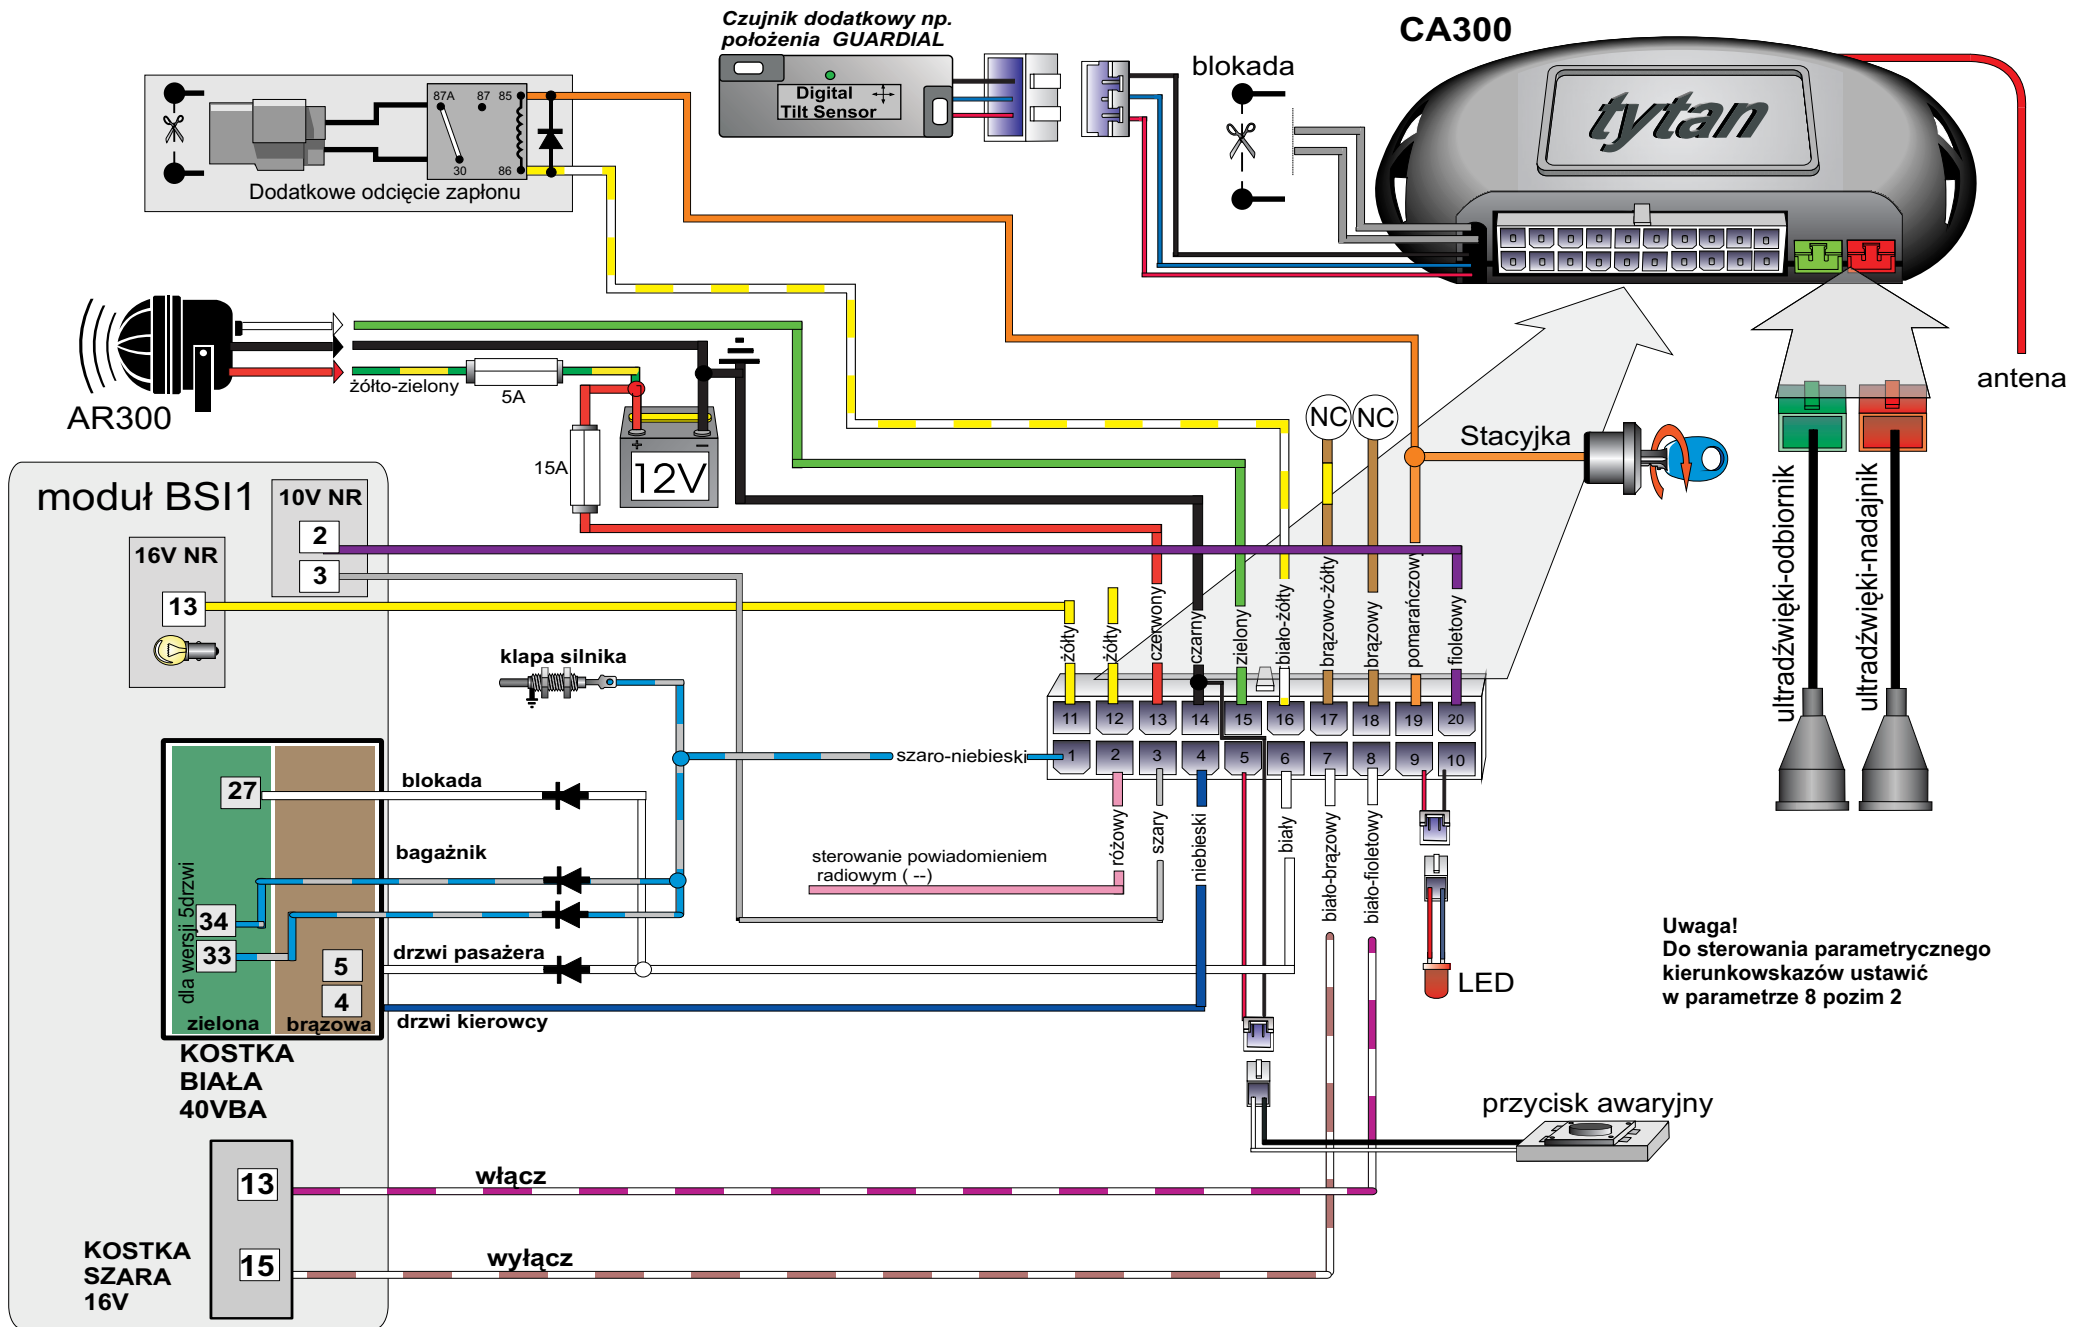 Czujnik dodatkowy np.
położenia GUARDIAL
CA300
blokada
Digital
Tilt Sensor
tytan
87A 87 85
30 86
Dodatkowe odcięcie zapłonu
antena
AR300
żółto-zielony
5A
15A
+ −
12V
NC NC
Stacyjka
ultradźwięki-odbiornik
ultradźwięki-nadajnik
moduł BSI1
10V NR
2
3
16V NR
13
klapa silnika
żółty
żółty
czerwony
czarny
zielony
biało-żółty
brązowo-żółty
brązowy
pomarańczowy
fioletowy
11 12 13 14 15 16 17 18 19 20
1 2 3 4 5 6 7 8 9 10
szaro-niebieski
różowy
szary
niebieski
biały
biało-brązowy
biało-fioletowy
sterowanie powiadomieniem
radiowym ( --)
27
blokada
bagażnik
dla wersji 5drzwi
34
33
5
4
drzwi pasażera
drzwi kierowcy
zielona brązowa
KOSTKA
BIAŁA
40VBA
LED
Uwaga!
Do sterowania parametrycznego
kierunkowskazów ustawić
w parametrze 8 pozim 2
przycisk awaryjny
13
włącz
15
wyłącz
KOSTKA
SZARA
16V